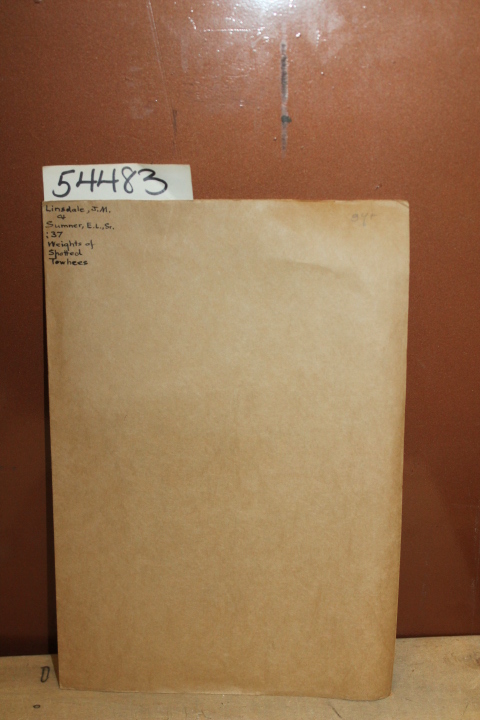 54483
Linsdale, J.M.
&
Sumner, E.L., Sr.
:37
Weights of
Spotted
Towhees